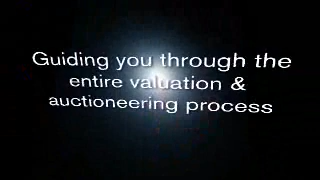 Guiding you through the
entire valuation &
auctioneering process